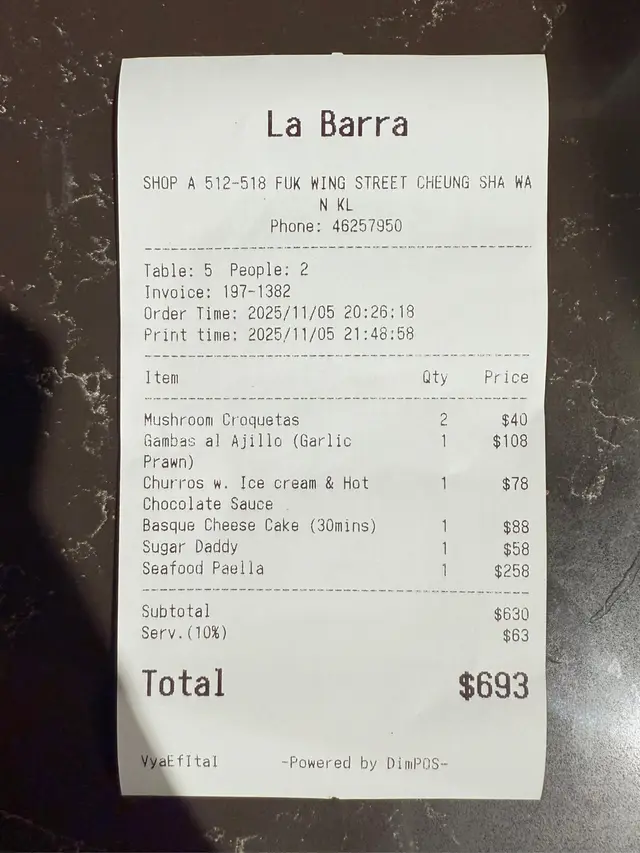 La Barra
SHOP A 512-518 FUK WING STREET CHEUNG SHA WA
N KL
Phone: 46257950
Table: 5 People: 2
Invoice: 197-1382
Order Time: 2025/11/05 20:26:18
Print time: 2025/11/05 21:48:58
Item Qty Price
Mushroom Croquetas 2 $40
Gambas al Ajillo (Garlic 1 $108
Prawn)
Churros w. Ice cream & Hot 1 $78
Chocolate Sauce
Basque Cheese Cake (30mins) 1 $88
Sugar Daddy 1 $58
Seafood Paella 1 $258
Subtotal $630
Serv.(10%) $63
Total $693
VyaEfItaI -Powered by DimPOS-